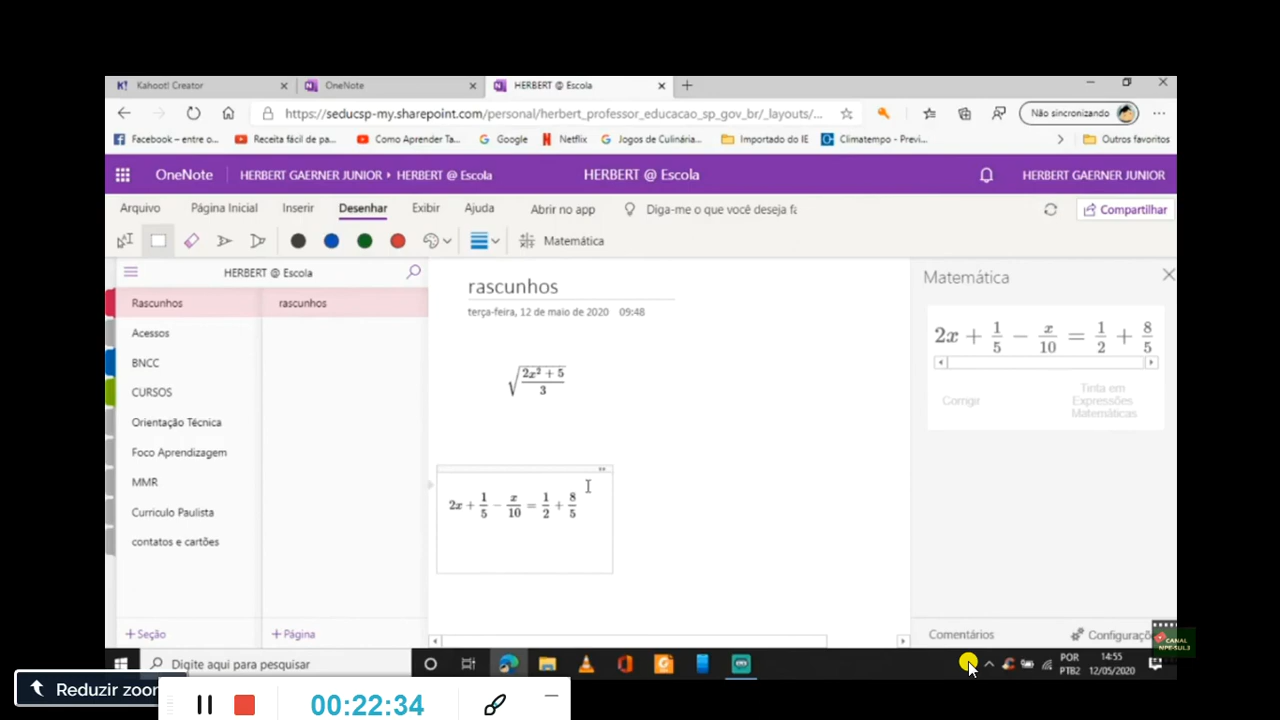 Kahoot! Creator
OneNote
HERBERT @ Escola
https://seducsp-my.sharepoint.com/personal/herbert_professor_educacao_sp_gov_br/_layouts/...
Não sincronizando
Facebook – entre o...
Receita fácil de pa...
Como Aprender Ta...
Google
Netflix
Jogos de Culinária...
Importado do IE
Climatempo - Previ...
Outros favoritos
OneNote
HERBERT GAERNER JUNIOR ▸ HERBERT @ Escola
HERBERT @ Escola
HERBERT GAERNER JUNIOR
Arquivo
Página Inicial
Inserir
Desenhar
Exibir
Ajuda
Abrir no app
Diga-me o que você deseja fa
Compartilhar
Matemática
HERBERT @ Escola
Rascunhos
Acessos
BNCC
CURSOS
Orientação Técnica
Foco Aprendizagem
MMR
Curriculo Paulista
contatos e cartões
+ Seção
rascunhos
+ Página
rascunhos
terça-feira, 12 de maio de 2020 09:48
√((2x² + 5)/3)
2x + 1/5 − x/10 = 1/2 + 8/5
Matemática
2x + 1/5 − x/10 = 1/2 + 8/5
Corrigir
Tinta em
Expressões
Matemáticas
Comentários
Configuraçõ
CANAL
NPE-SUL3
Digite aqui para pesquisar
POR
PTB2
14:55
12/05/2020
Reduzir zoom
00:22:34